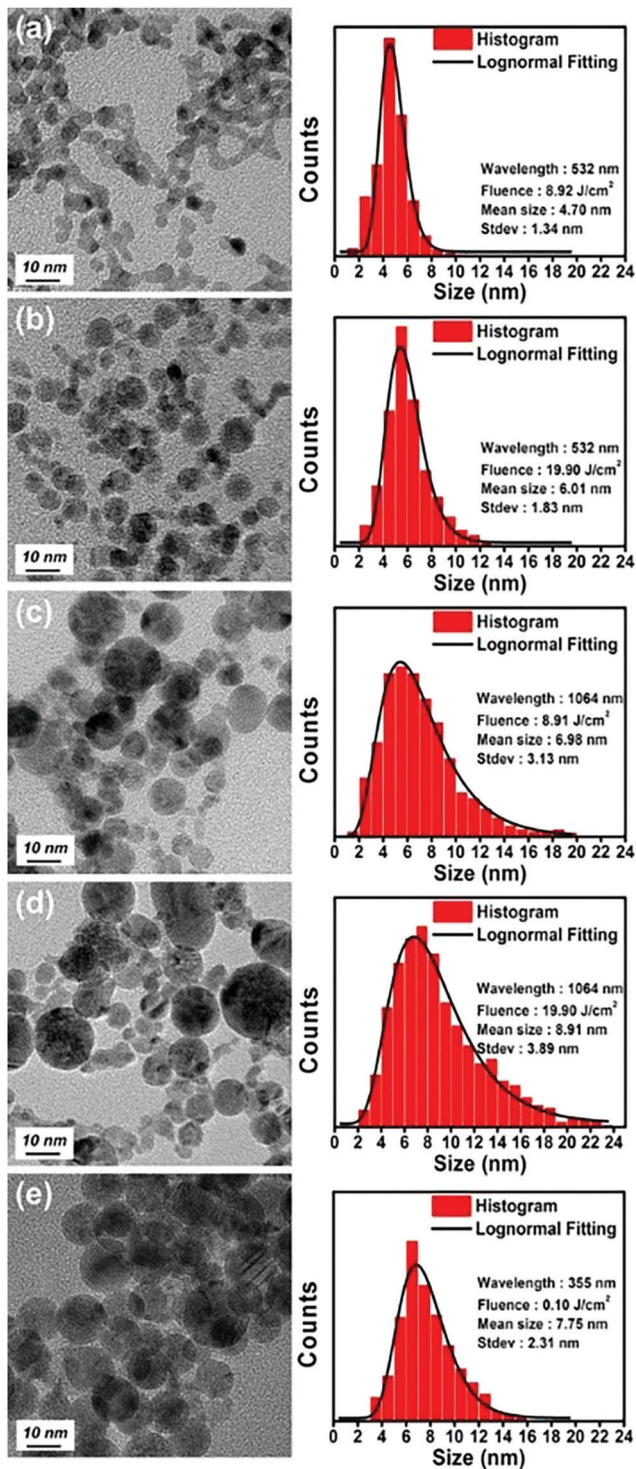 (a)
10 nm
Counts
Histogram
Lognormal Fitting
Wavelength : 532 nm
Fluence : 8.92 J/cm²
Mean size : 4.70 nm
Stdev : 1.34 nm
0 2 4 6 8 10 12 14 16 18 20 22 24
Size (nm)
(b)
10 nm
Counts
Histogram
Lognormal Fitting
Wavelength : 532 nm
Fluence : 19.90 J/cm²
Mean size : 6.01 nm
Stdev : 1.83 nm
0 2 4 6 8 10 12 14 16 18 20 22 24
Size (nm)
(c)
10 nm
Counts
Histogram
Lognormal Fitting
Wavelength : 1064 nm
Fluence : 8.91 J/cm²
Mean size : 6.98 nm
Stdev : 3.13 nm
0 2 4 6 8 10 12 14 16 18 20 22 24
Size (nm)
(d)
10 nm
Counts
Histogram
Lognormal Fitting
Wavelength : 1064 nm
Fluence : 19.90 J/cm²
Mean size : 8.91 nm
Stdev : 3.89 nm
0 2 4 6 8 10 12 14 16 18 20 22 24
Size (nm)
(e)
10 nm
Counts
Histogram
Lognormal Fitting
Wavelength : 355 nm
Fluence : 0.10 J/cm²
Mean size : 7.75 nm
Stdev : 2.31 nm
0 2 4 6 8 10 12 14 16 18 20 22 24
Size (nm)